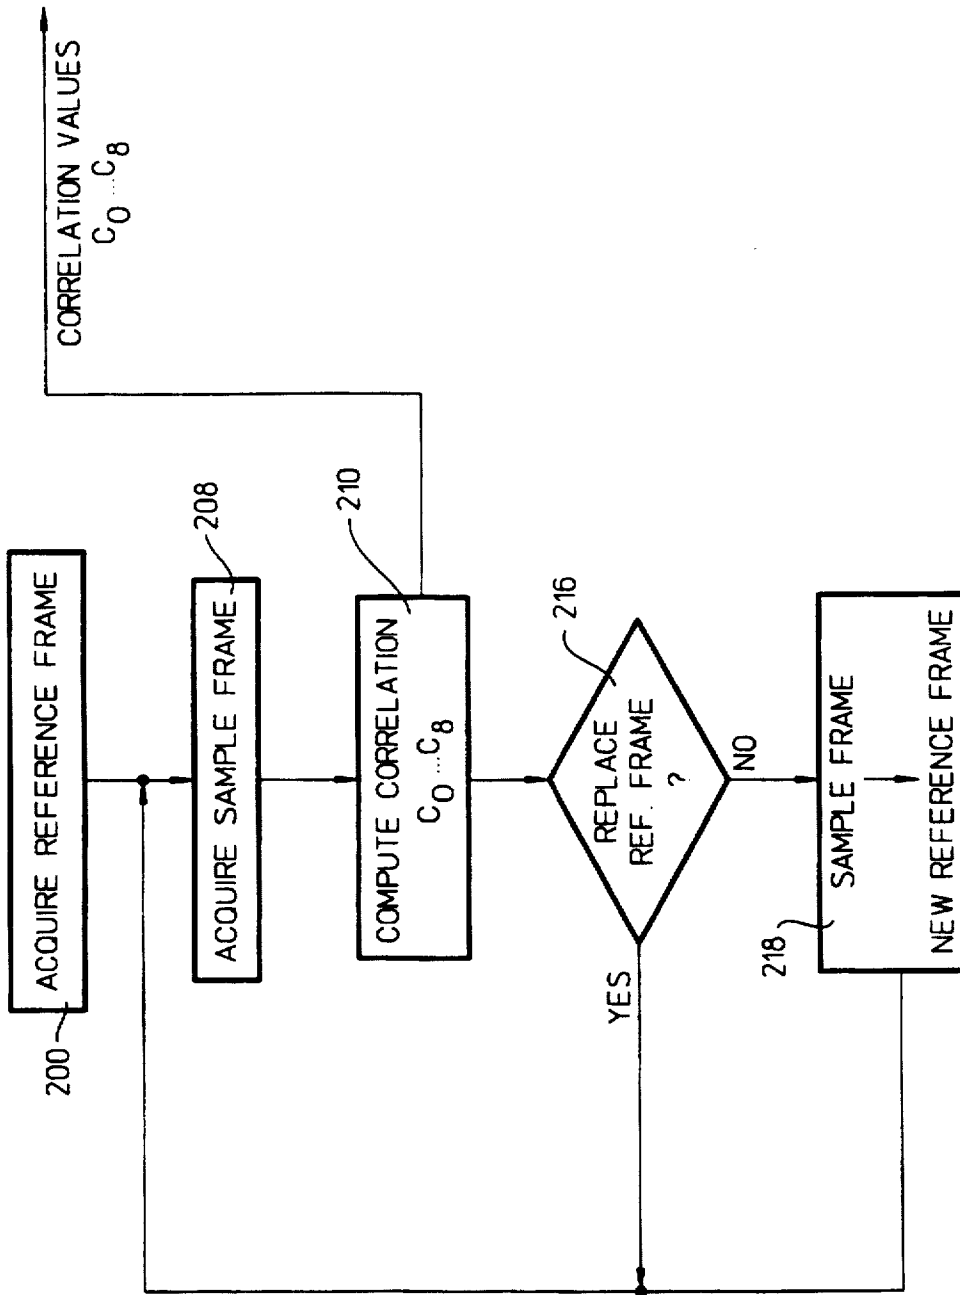 ACQUIRE REFERENCE FRAME
200
ACQUIRE SAMPLE FRAME
208
COMPUTE CORRELATION
C0 ... C8
210
CORRELATION VALUES
C0 ... C8
REPLACE
REF. FRAME
?
216
YES
NO
218
SAMPLE FRAME
NEW REFERENCE FRAME